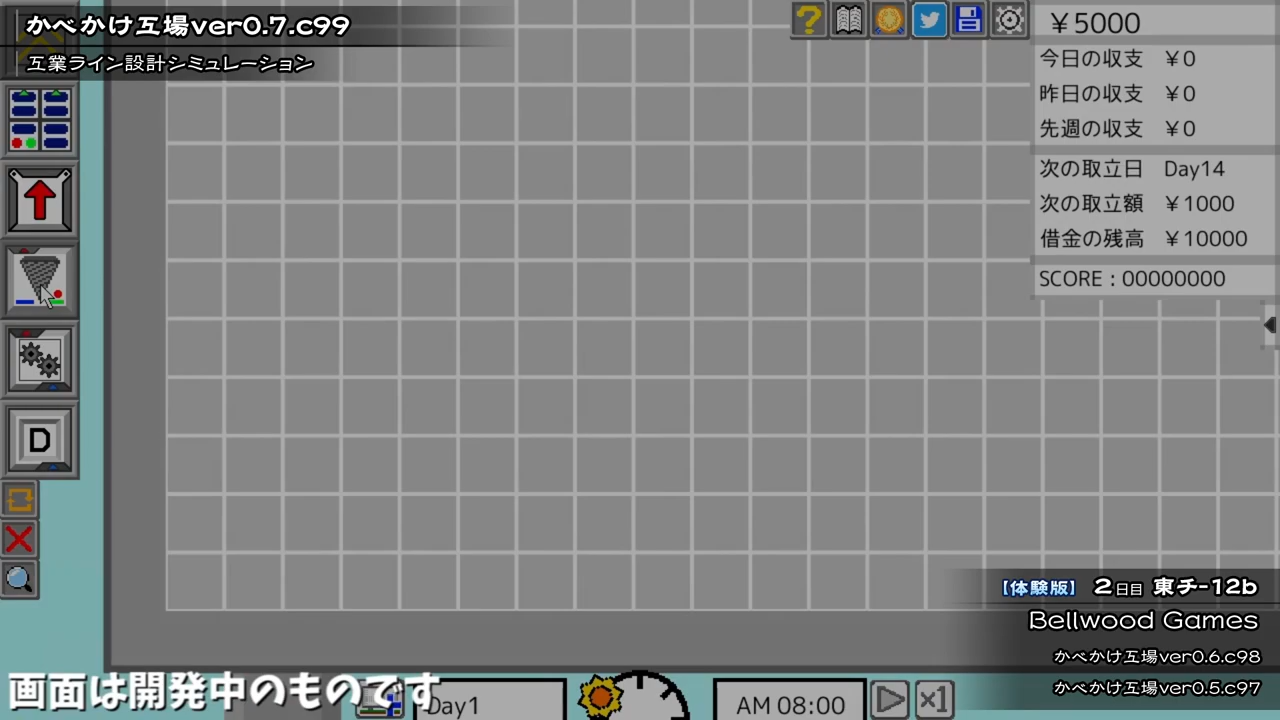 かべかけ互場ver0.7.c99
互業ライン設計シミュレーション
￥5000
今日の収支 ￥0
昨日の収支 ￥0
先週の収支 ￥0
次の取立日 Day14
次の取立額 ￥1000
借金の残高 ￥10000
SCORE : 00000000
D
【体験版】 2日目 東チ-12b
Bellwood Games
かべかけ互場ver0.6.c98
かべかけ互場ver0.5.c97
画面は開発中のものです
Day1
AM 08:00
×1